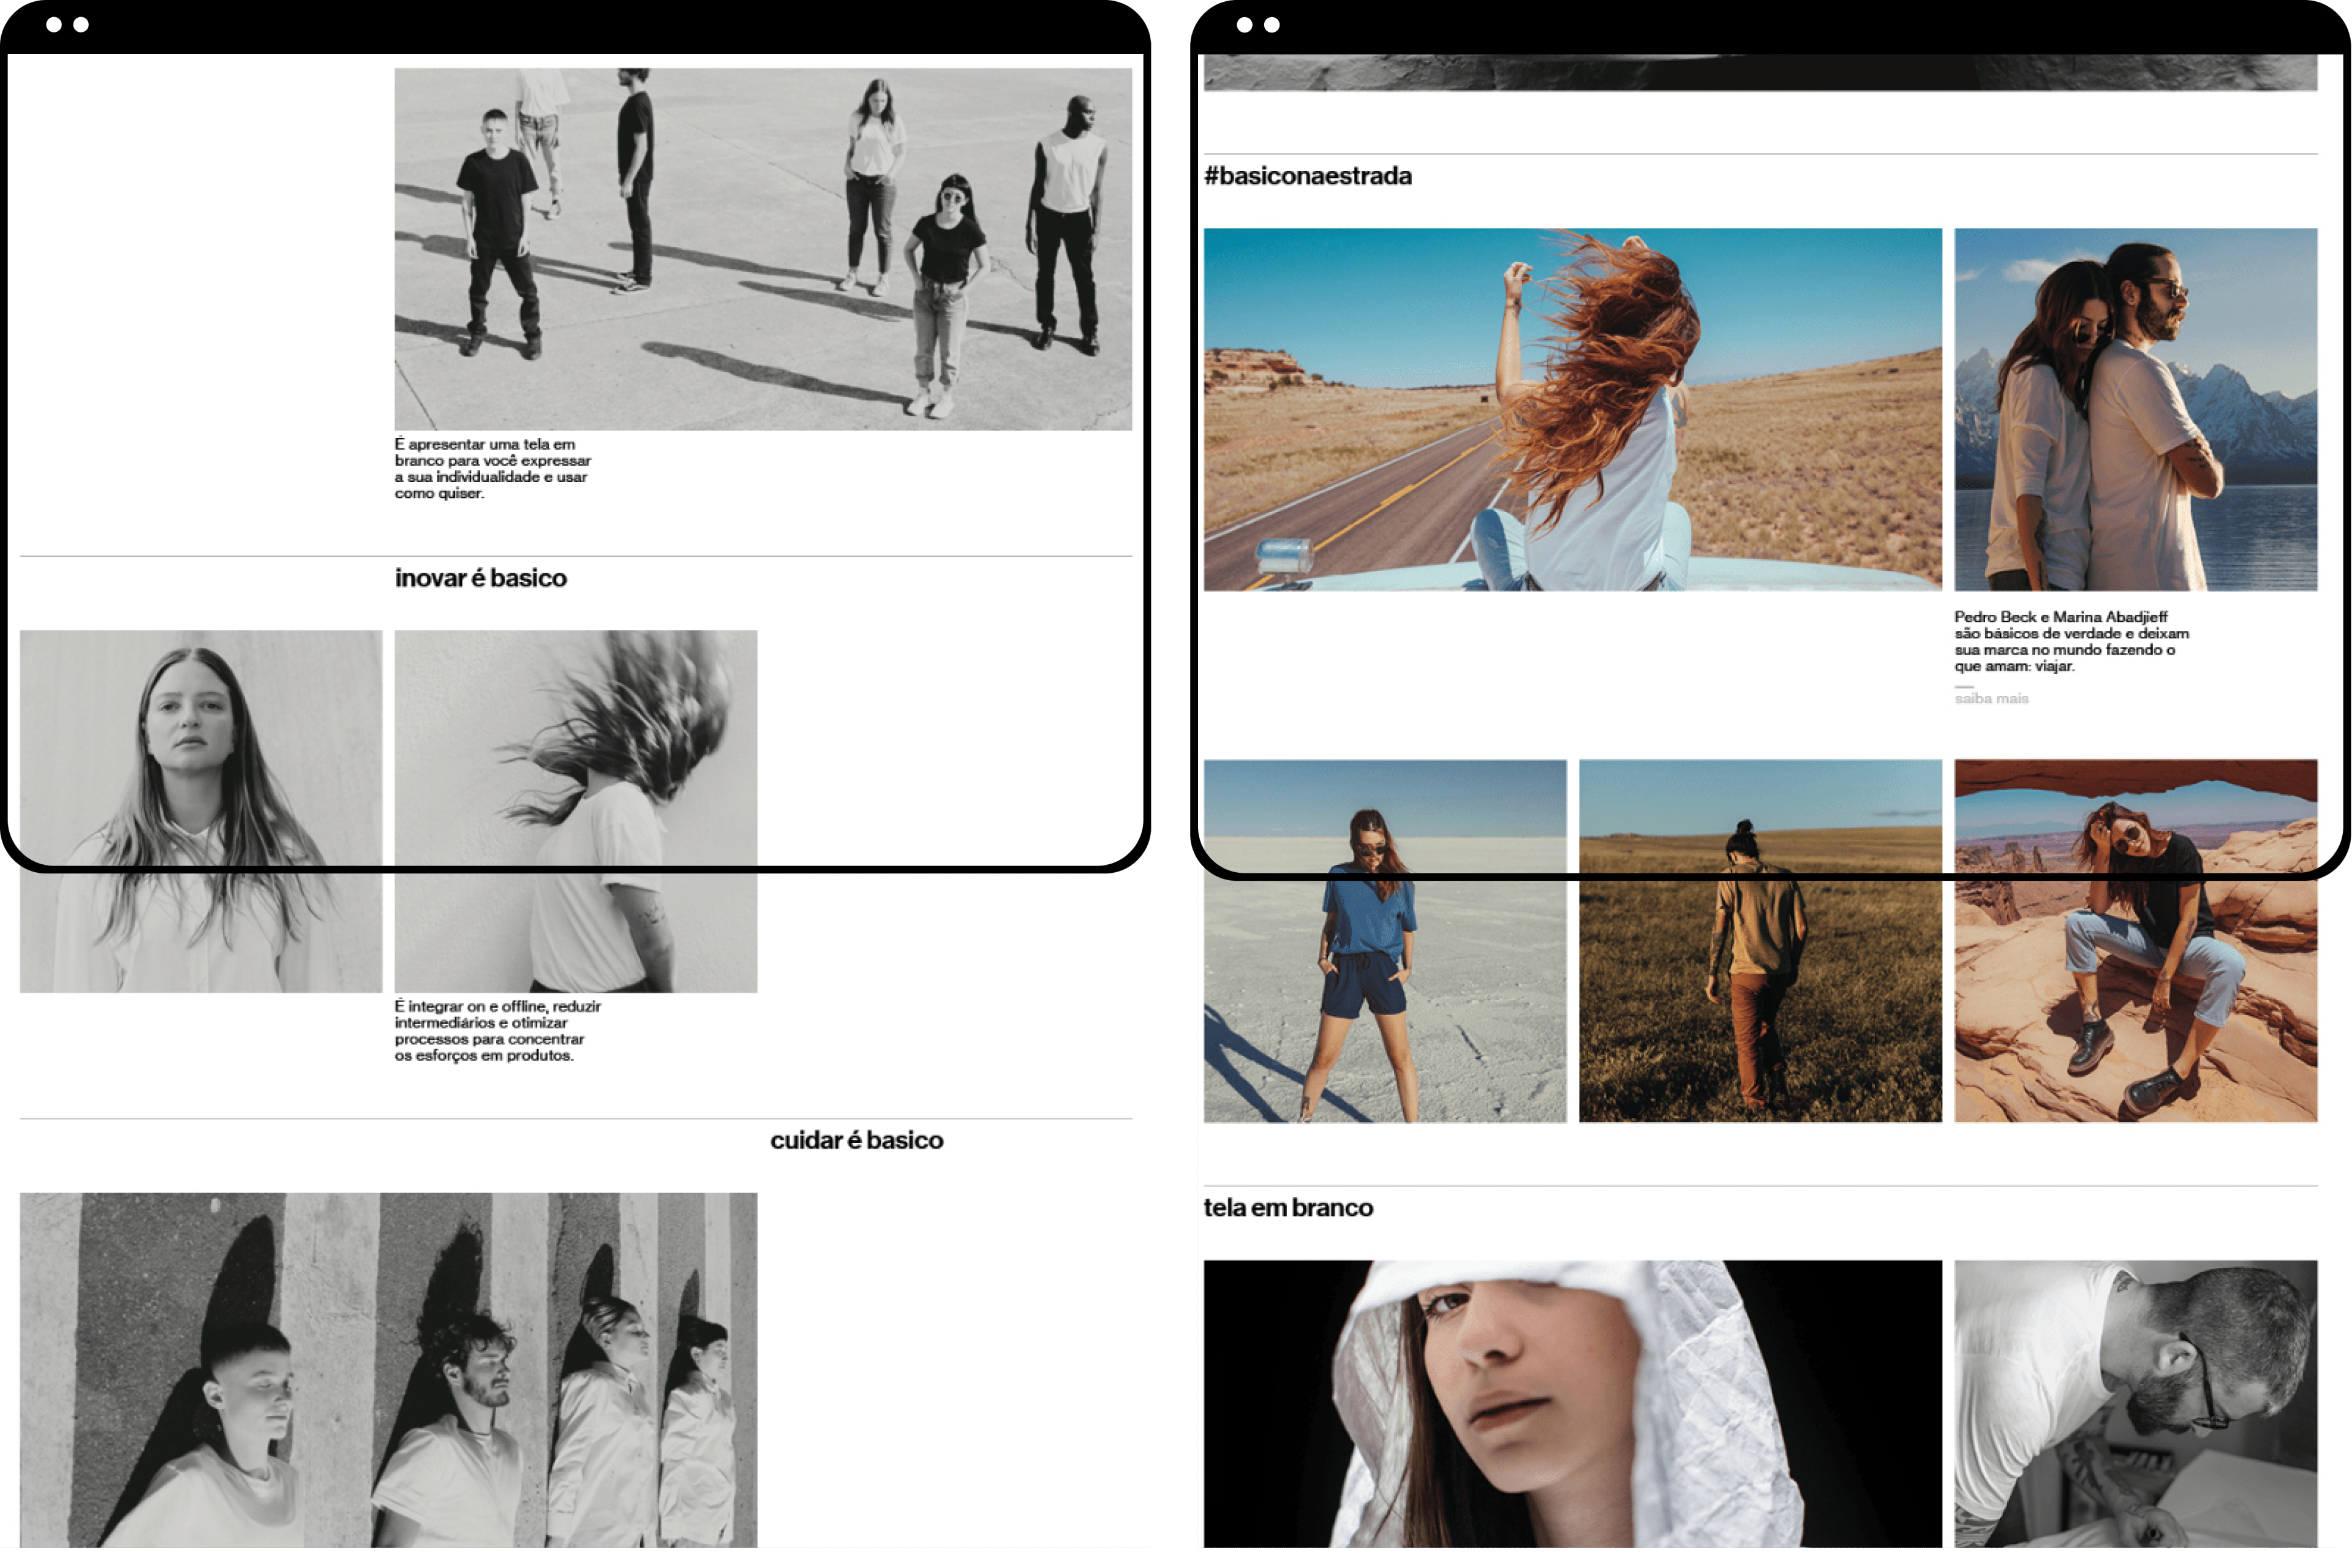 É apresentar uma tela em
branco para você expressar
a sua individualidade e usar
como quiser.
inovar é basico
É integrar on e offline, reduzir
intermediários e otimizar
processos para concentrar
os esforços em produtos.
cuidar é basico
#basiconaestrada
Pedro Beck e Marina Abadjieff
são básicos de verdade e deixam
sua marca no mundo fazendo o
que amam: viajar.
saiba mais
tela em branco